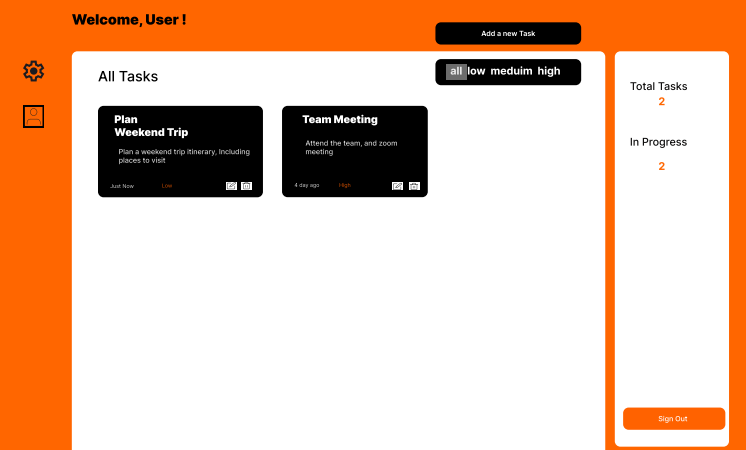 Welcome, User !
Add a new Task
All Tasks
all low meduim high
Plan
Weekend Trip
Plan a weekend trip itinerary, Including
places to visit
Just Now Low
Team Meeting
Attend the team, and zoom
meeting
4 day ago High
Total Tasks
2
In Progress
2
Sign Out